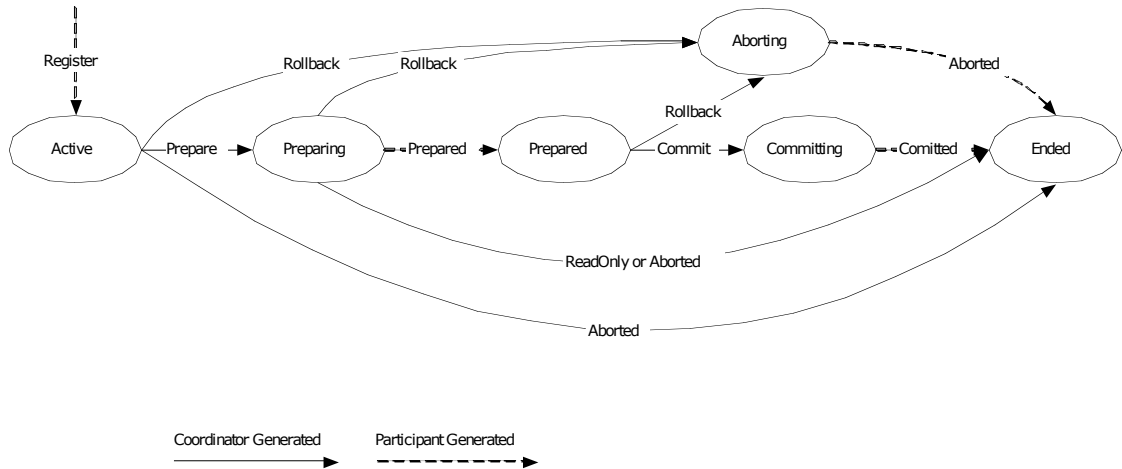 Register
Rollback
Rollback
Aborting
Aborted
Rollback
Active
Prepare
Preparing
Prepared
Prepared
Commit
Committing
Comitted
Ended
ReadOnly or Aborted
Aborted
Coordinator Generated
Participant Generated